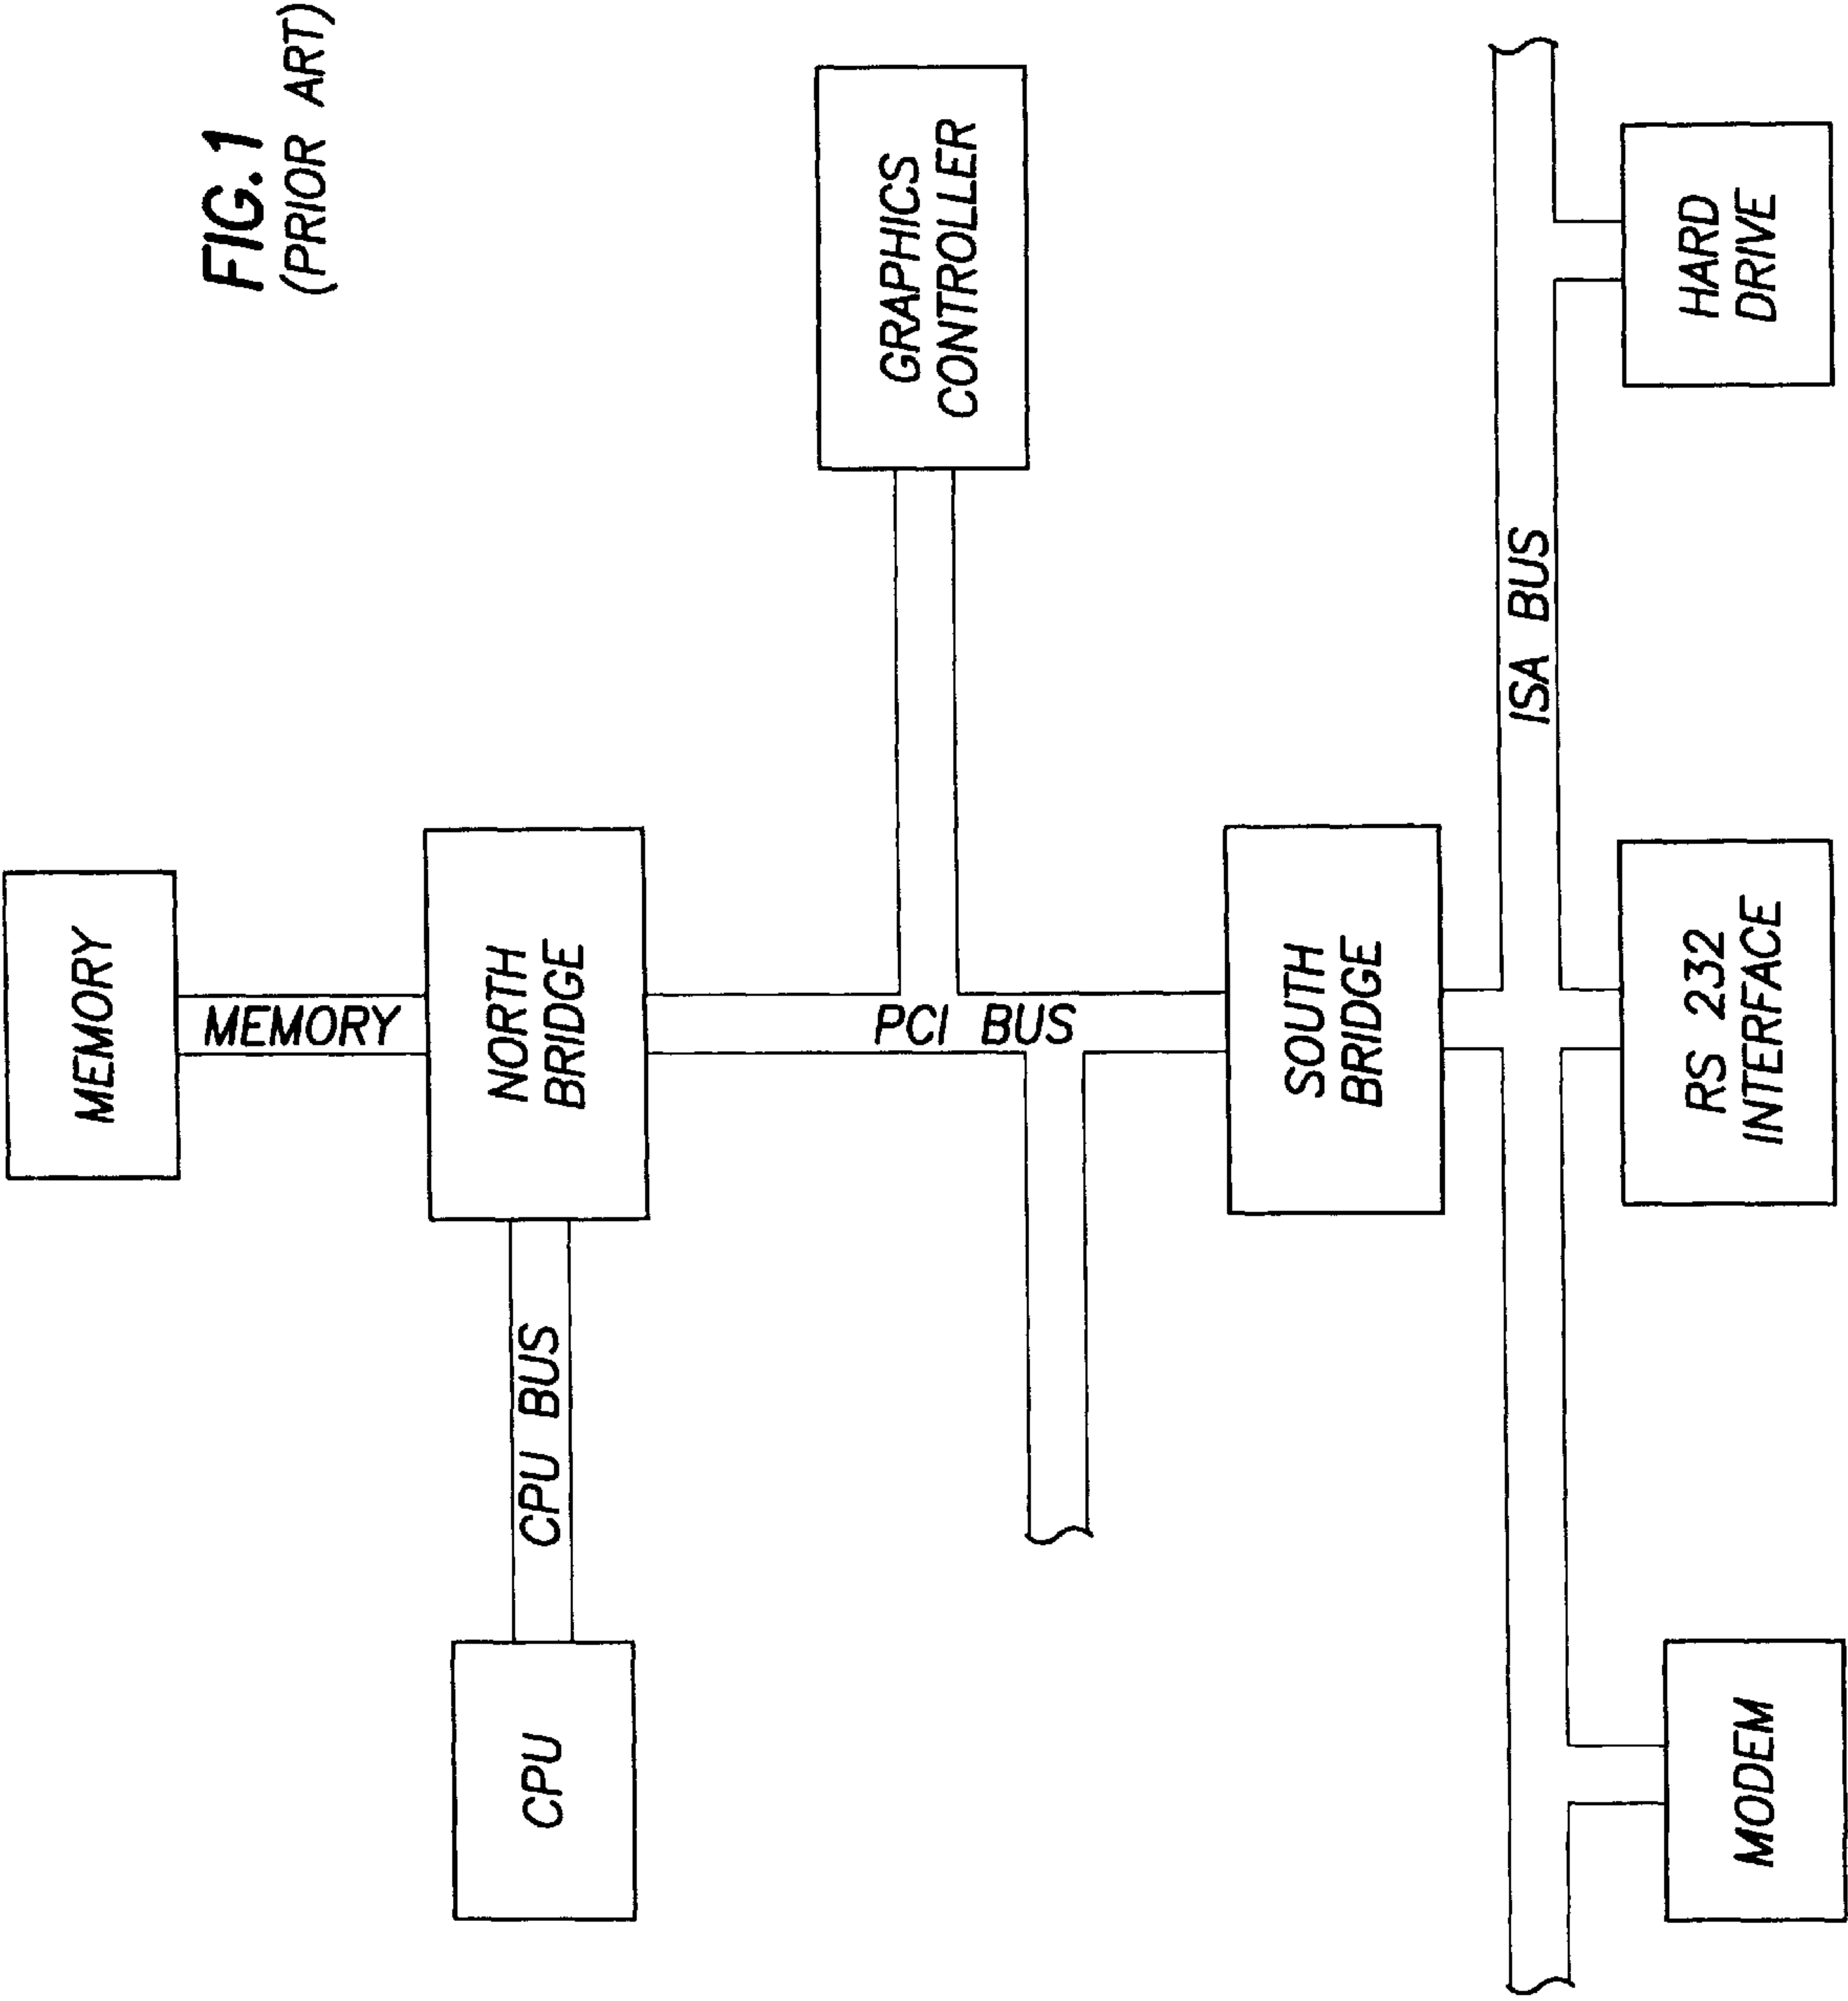 FIG. 1
(PRIOR ART)
MEMORY
MEMORY
CPU
CPU BUS
NORTH
BRIDGE
GRAPHICS
CONTROLLER
PCI BUS
SOUTH
BRIDGE
ISA BUS
MODEM
RS 232
INTERFACE
HARD
DRIVE